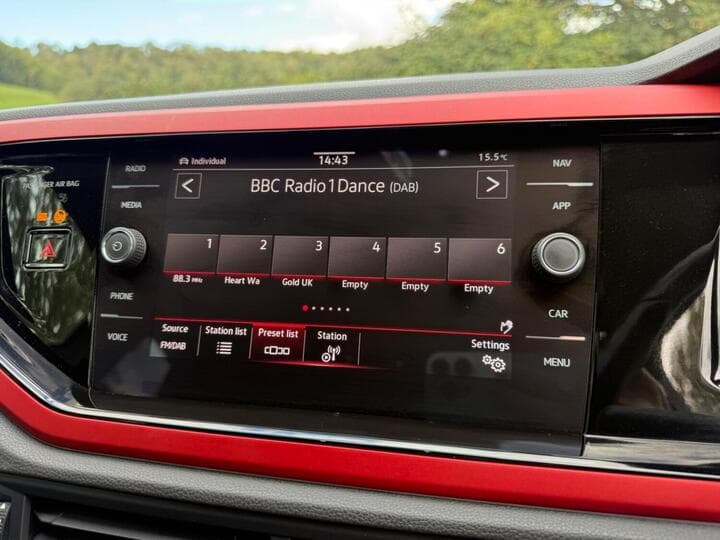 RADIO
MEDIA
PHONE
VOICE
Individual
14:43
15.5°C
< BBC Radio 1 Dance (DAB) >
1 2 3 4 5 6
88.3 MHz Heart Wa Gold UK Empty Empty Empty
Source Station list Preset list Station Settings
FM/DAB
NAV
APP
CAR
MENU
AIR BAG